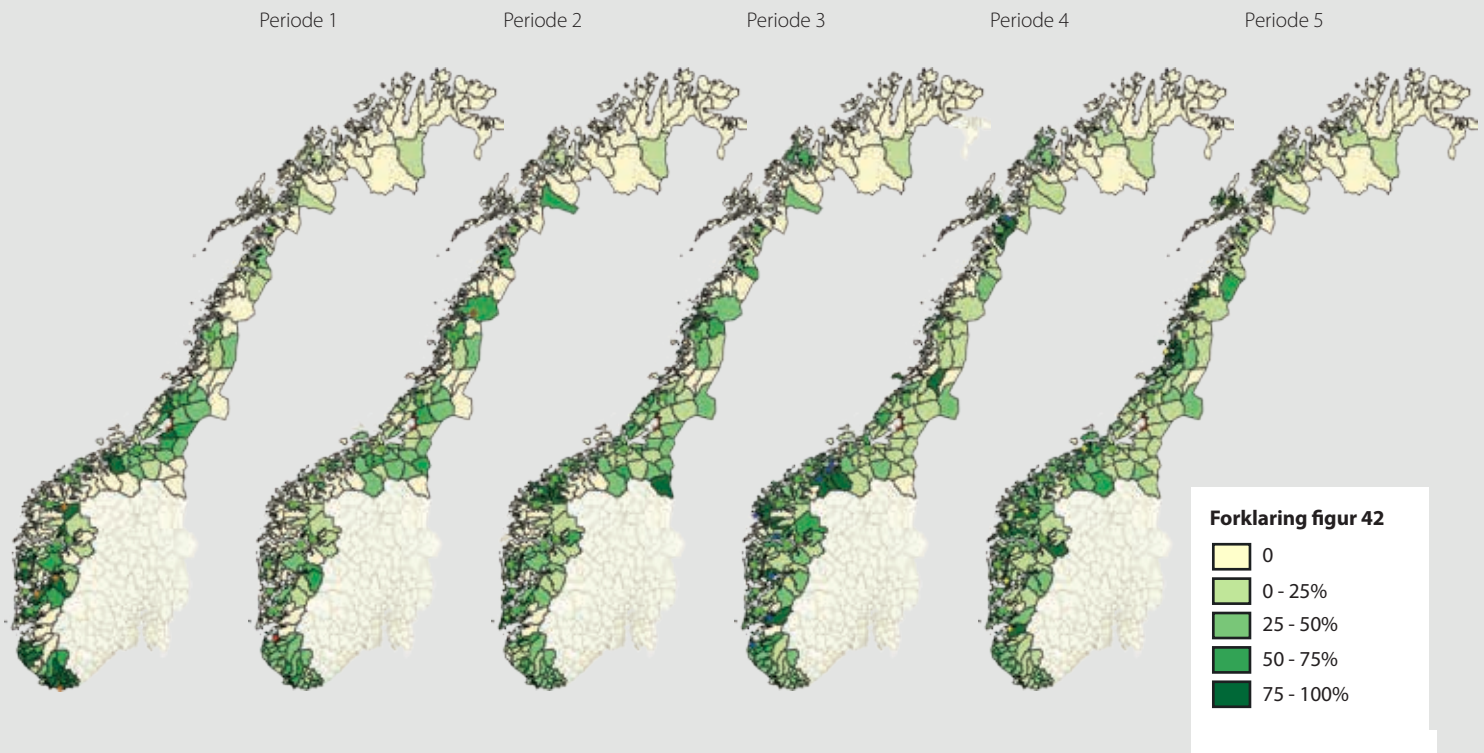 Periode 1
Periode 2
Periode 3
Periode 4
Periode 5
Forklaring figur 42
0
0 - 25%
25 - 50%
50 - 75%
75 - 100%